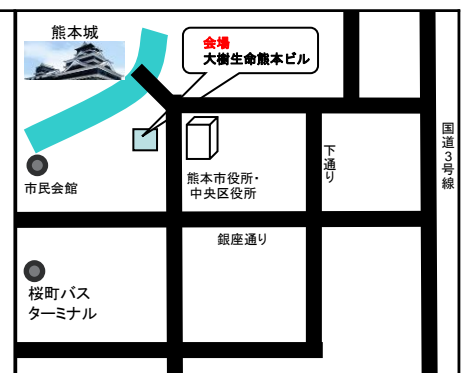 熊本城
会場
大樹生命熊本ビル
国道3号線
下通り
市民会館
熊本市役所・
中央区役所
銀座通り
桜町バス
ターミナル